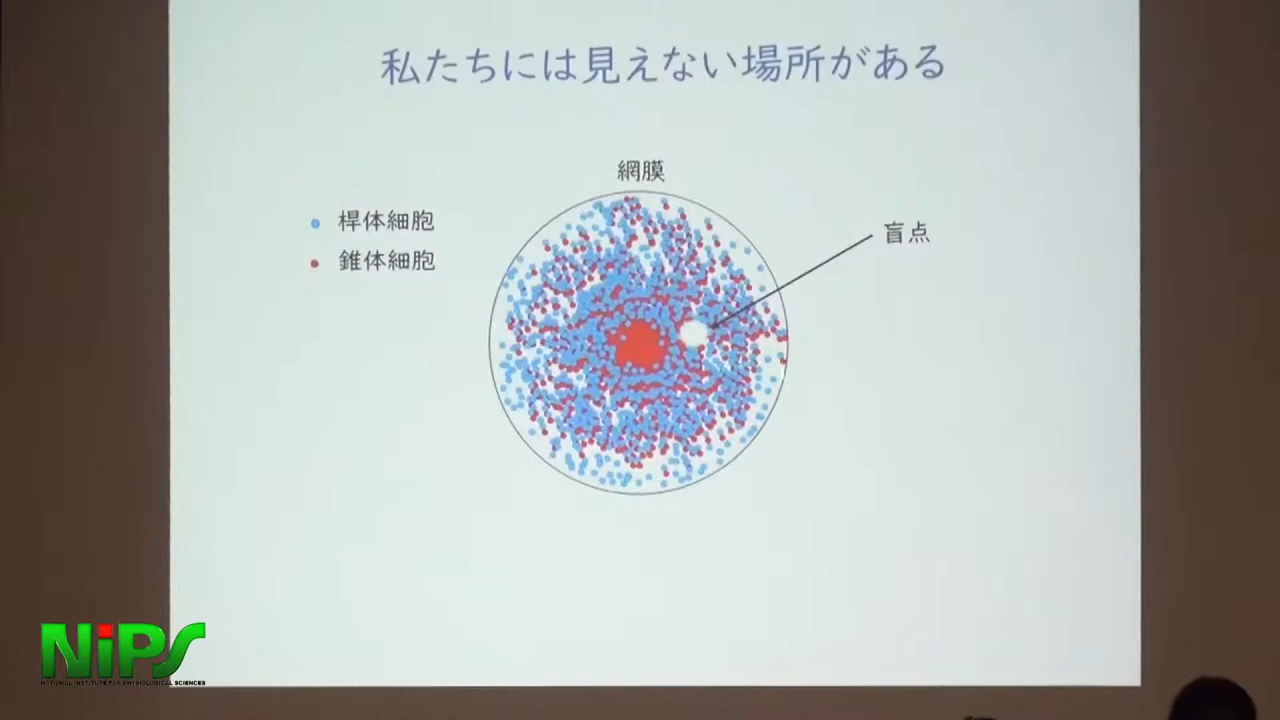 私たちには見えない場所がある
網膜
桿体細胞
錐体細胞
盲点
NiPS
NATIONAL INSTITUTE FOR PHYSIOLOGICAL SCIENCES